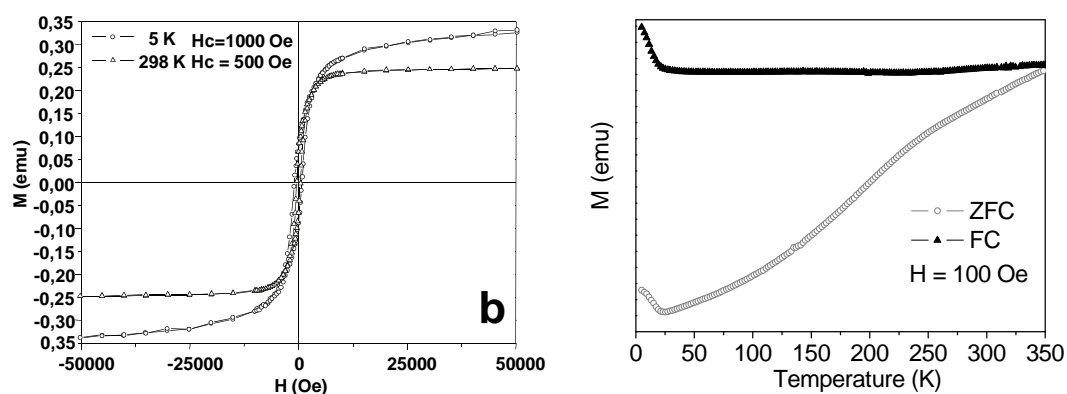 0,35
0,30
0,25
0,20
0,15
0,10
0,05
0,00
-0,05
-0,10
-0,15
-0,20
-0,25
-0,30
0,35
M (emu)
5 K Hc=1000 Oe
298 K Hc = 500 Oe
b
-50000 -25000 0 25000 50000
H (Oe)
M (emu)
ZFC
FC
H = 100 Oe
0 50 100 150 200 250 300 350
Temperature (K)